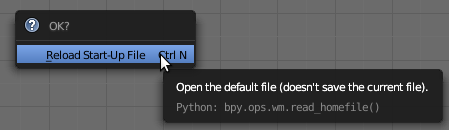 OK?
Reload Start-Up File Ctrl N
Open the default file (doesn't save the current file).
Python: bpy.ops.wm.read_homefile()